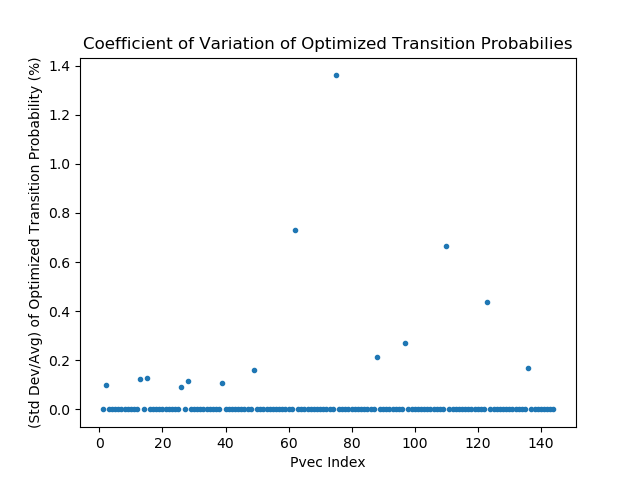 Coefficient of Variation of Optimized Transition Probabilies
(Std Dev/Avg) of Optimized Transition Probability (%)
1.4
1.2
1.0
0.8
0.6
0.4
0.2
0.0
0 20 40 60 80 100 120 140
Pvec Index